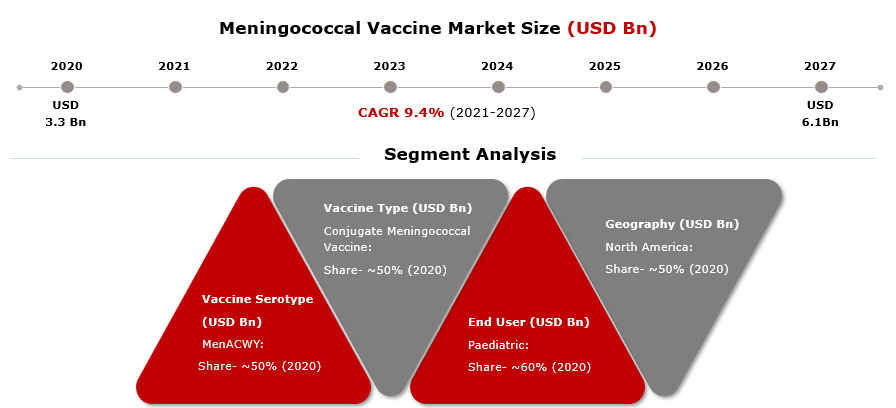 Meningococcal Vaccine Market Size (USD Bn)
2020 2021 2022 2023 2024 2025 2026 2027
USD
3.3 Bn
CAGR 9.4% (2021-2027)
USD
6.1Bn
Segment Analysis
Vaccine Serotype
(USD Bn)
MenACWY:
Share- ~50% (2020)
Vaccine Type (USD Bn)
Conjugate Meningococcal
Vaccine:
Share- ~50% (2020)
End User (USD Bn)
Paediatric:
Share- ~60% (2020)
Geography (USD Bn)
North America:
Share- ~50% (2020)